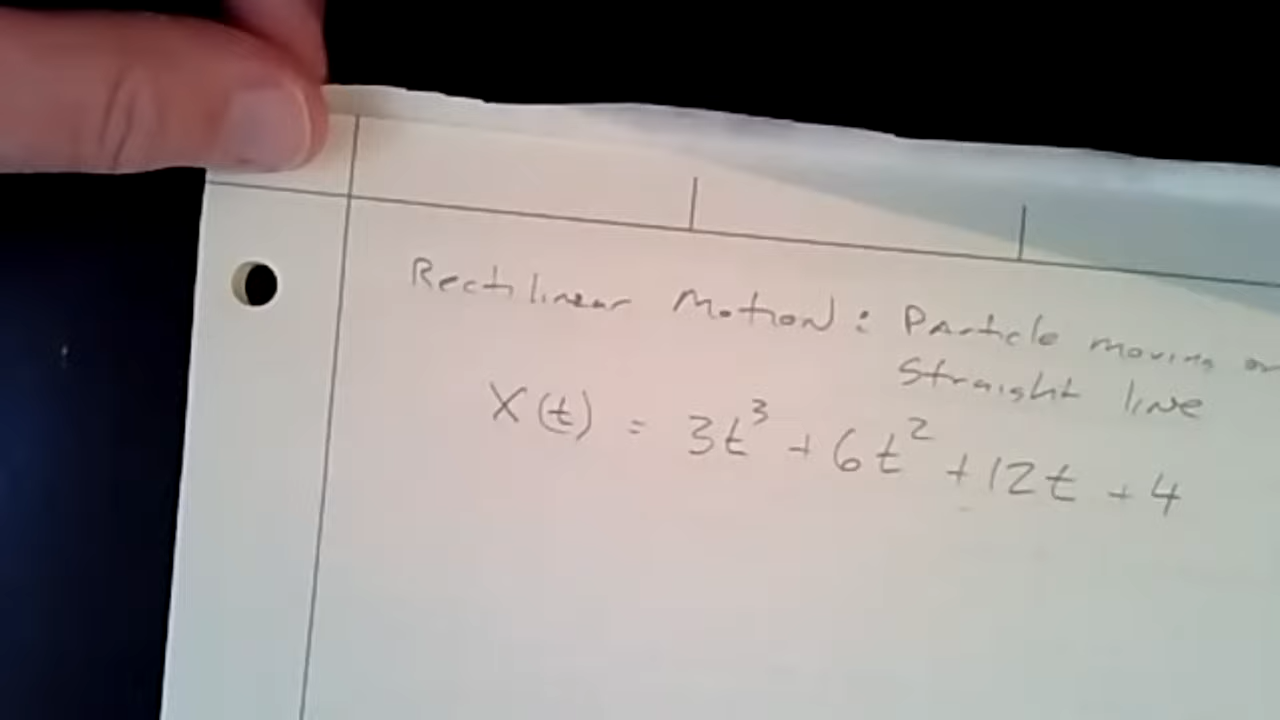 Rectilinear Motion: Particle moving on
straight line
X(t) = 3t³ + 6t² + 12t + 4